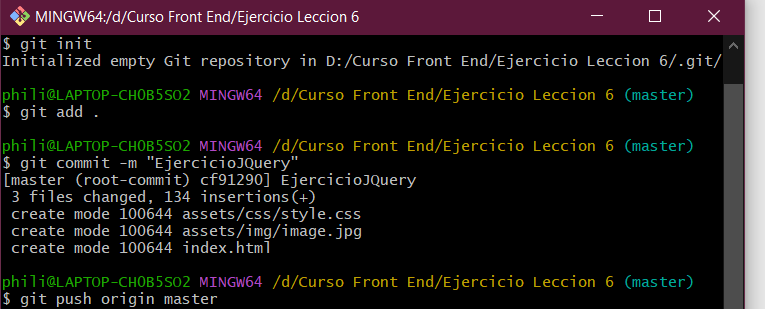 MINGW64:/d/Curso Front End/Ejercicio Leccion 6
$ git init
Initialized empty Git repository in D:/Curso Front End/Ejercicio Leccion 6/.git/
phili@LAPTOP-CHOB5SO2 MINGW64 /d/Curso Front End/Ejercicio Leccion 6 (master)
$ git add .
phili@LAPTOP-CHOB5SO2 MINGW64 /d/Curso Front End/Ejercicio Leccion 6 (master)
$ git commit -m "EjercicioJQuery"
[master (root-commit) cf91290] EjercicioJQuery
3 files changed, 134 insertions(+)
create mode 100644 assets/css/style.css
create mode 100644 assets/img/image.jpg
create mode 100644 index.html
phili@LAPTOP-CHOB5SO2 MINGW64 /d/Curso Front End/Ejercicio Leccion 6 (master)
$ git push origin master